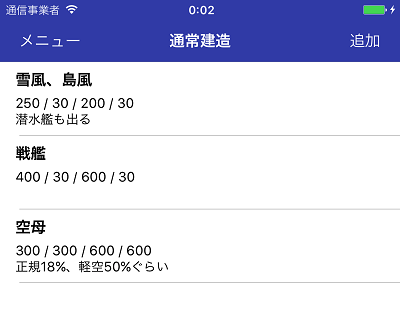 通信事業者 0:02
メニュー 通常建造 追加
雪風、島風
250 / 30 / 200 / 30
潜水艦も出る
戦艦
400 / 30 / 600 / 30
空母
300 / 300 / 600 / 600
正規18%、軽空50%ぐらい